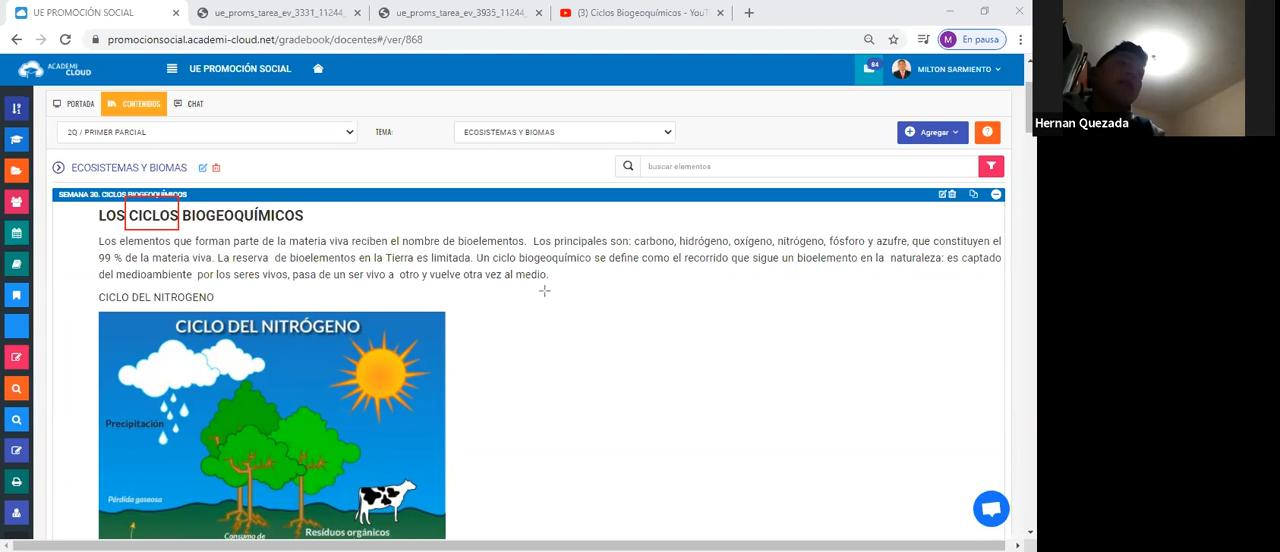 UE PROMOCIÓN SOCIAL
ue_proms_tarea_ev_3331_11244_
ue_proms_tarea_ev_3935_11244_
(3) Ciclos Biogeoquímicos - YouT
promocionsocial.academi-cloud.net/gradebook/docentes#/ver/868
M
En pausa
ACADEMI
CLOUD
UE PROMOCIÓN SOCIAL
84
MILTON SARMIENTO
Hernan Quezada
PORTADA
CONTENIDOS
CHAT
2Q / PRIMER PARCIAL
TEMA:
ECOSISTEMAS Y BIOMAS
Agregar
ECOSISTEMAS Y BIOMAS
buscar elementos
SEMANA 30. CICLOS BIOGEOQUÍMICOS
LOS CICLOS BIOGEOQUÍMICOS
Los elementos que forman parte de la materia viva reciben el nombre de bioelementos. Los principales son: carbono, hidrógeno, oxígeno, nitrógeno, fósforo y azufre, que constituyen el
99 % de la materia viva. La reserva de bioelementos en la Tierra es limitada. Un ciclo biogeoquímico se define como el recorrido que sigue un bioelemento en la naturaleza: es captado
del medioambiente por los seres vivos, pasa de un ser vivo a otro y vuelve otra vez al medio.
CICLO DEL NITROGENO
CICLO DEL NITRÓGENO
Precipitación
Pérdida gaseosa
Consumo de
Resíduos orgánicos